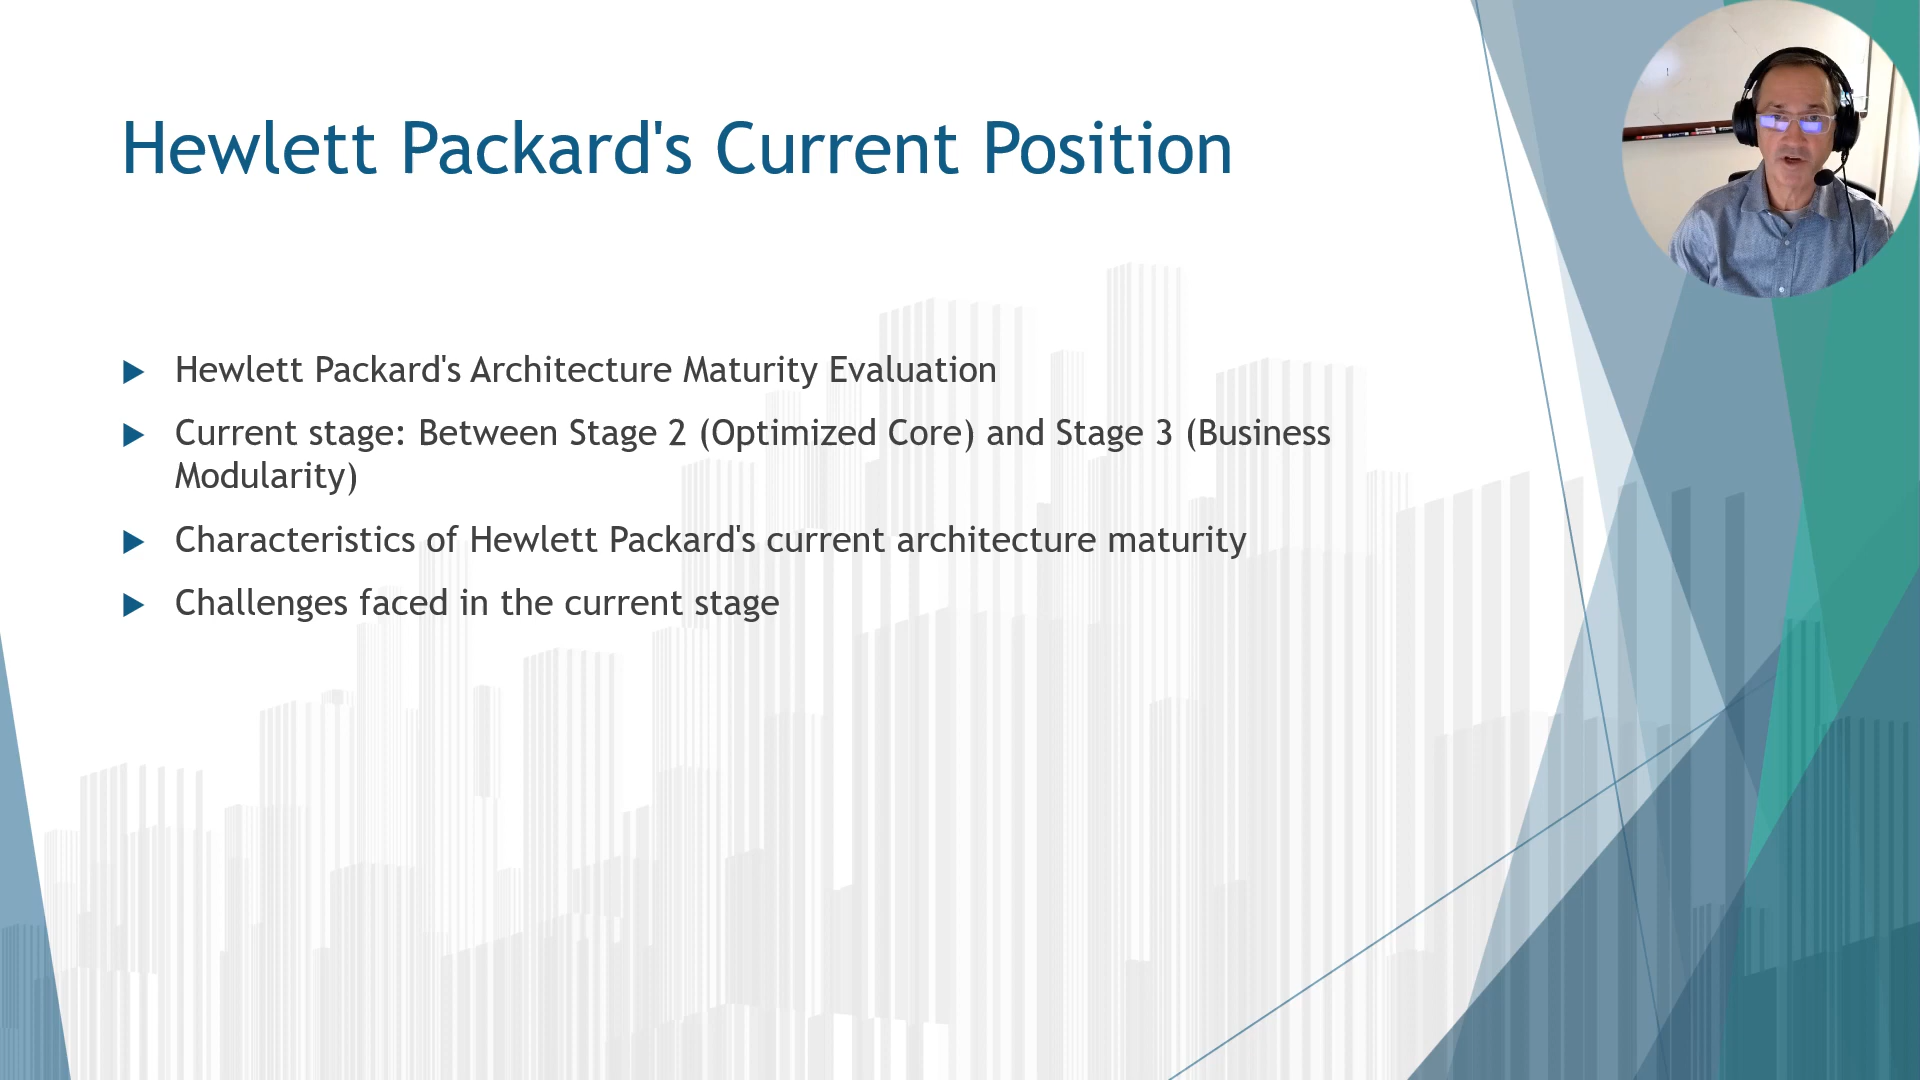 Hewlett Packard's Current Position
Hewlett Packard's Architecture Maturity Evaluation
Current stage: Between Stage 2 (Optimized Core) and Stage 3 (Business
Modularity)
Characteristics of Hewlett Packard's current architecture maturity
Challenges faced in the current stage